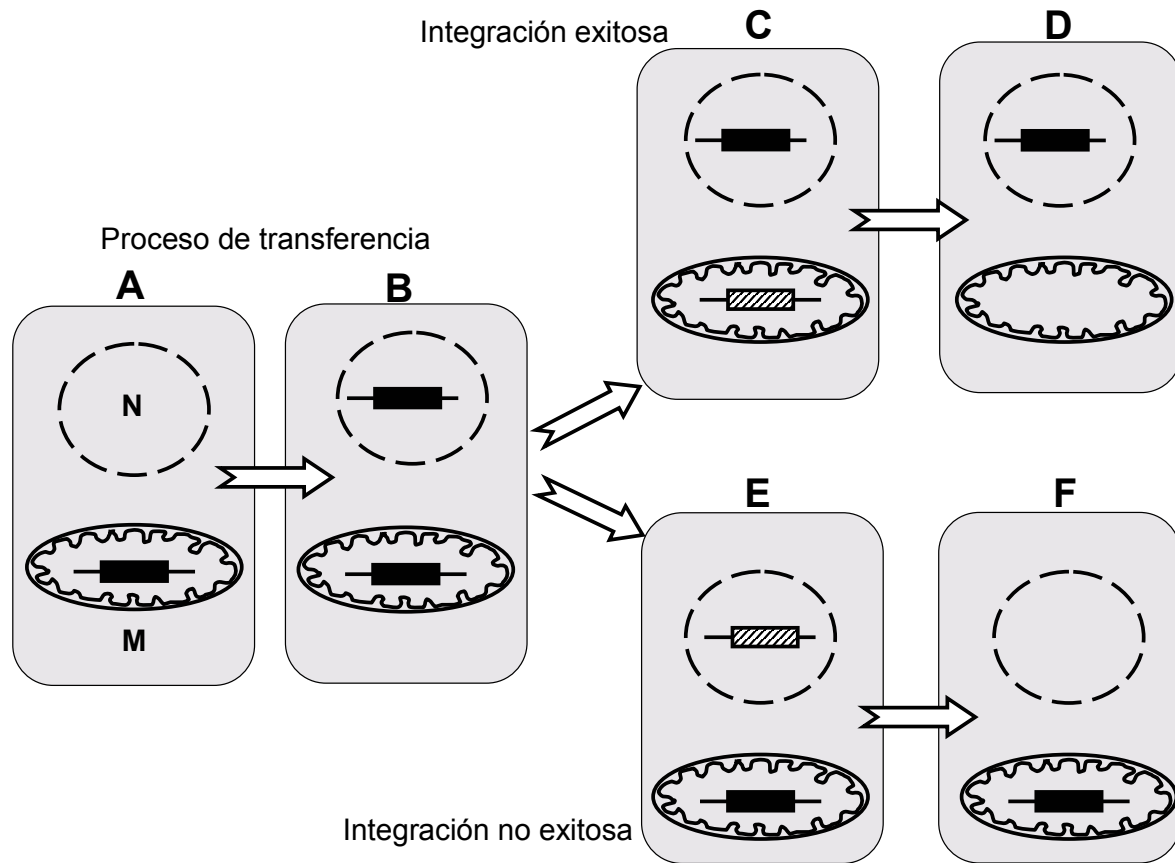 Integración exitosa
C
D
Proceso de transferencia
A
B
N
M
E
F
Integración no exitosa